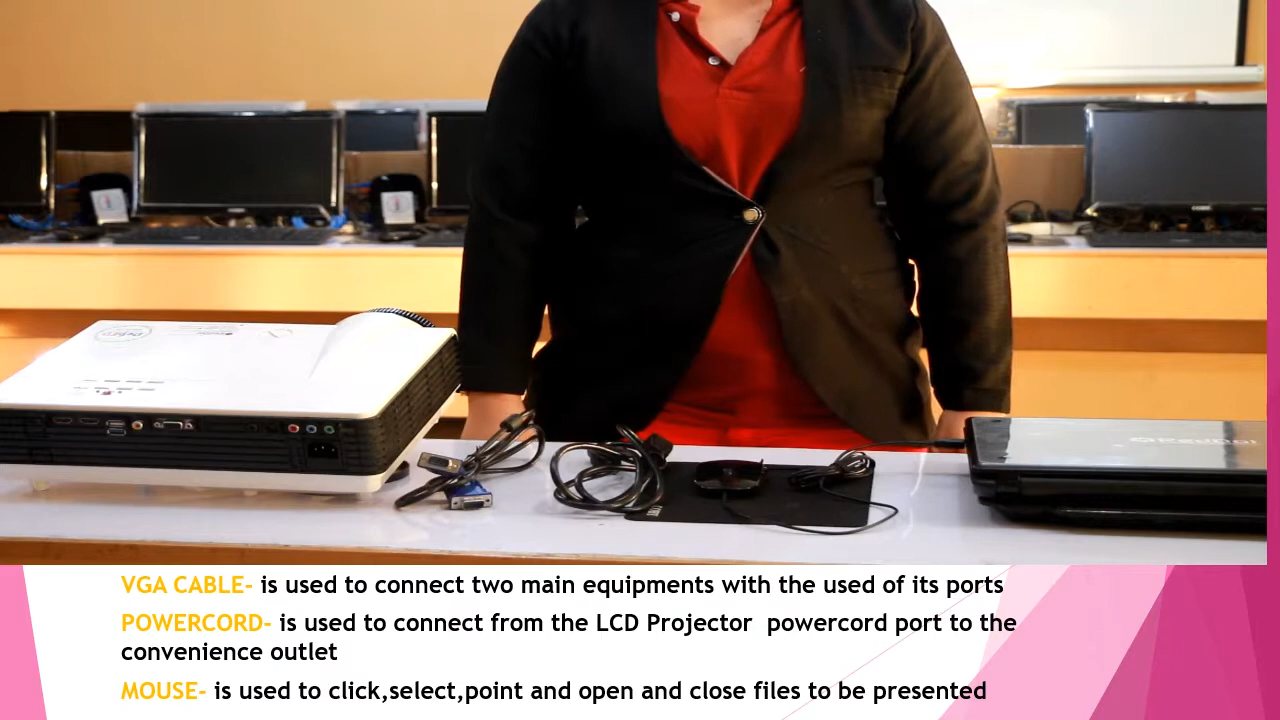 VGA CABLE- is used to connect two main equipments with the used of its ports
POWERCORD- is used to connect from the LCD Projector  powercord port to the
convenience outlet
MOUSE- is used to click,select,point and open and close files to be presented